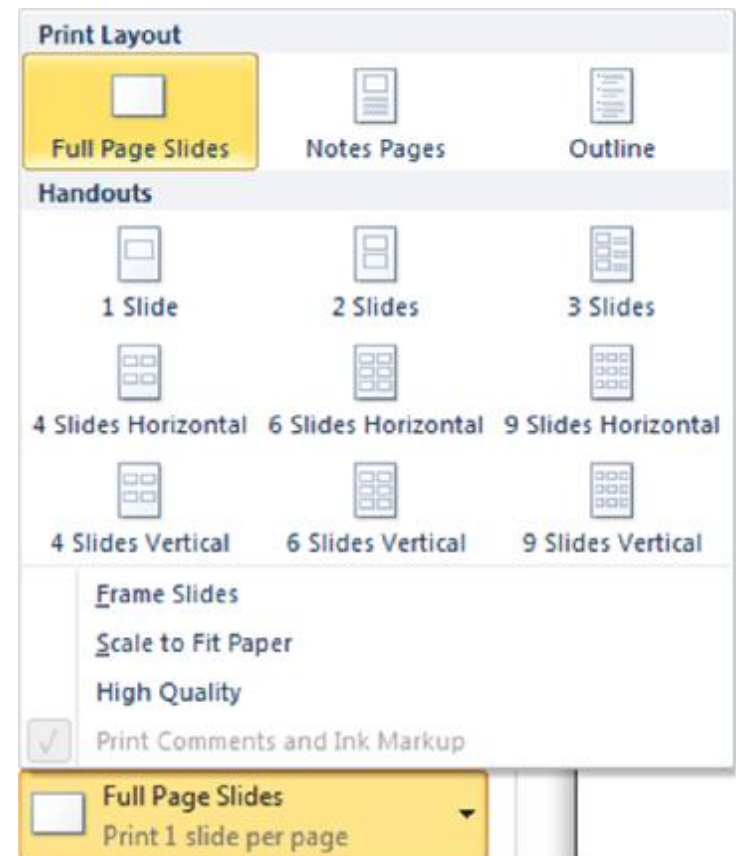 Print Layout
Full Page Slides Notes Pages Outline
Handouts
1 Slide 2 Slides 3 Slides
4 Slides Horizontal 6 Slides Horizontal 9 Slides Horizontal
4 Slides Vertical 6 Slides Vertical 9 Slides Vertical
Frame Slides
Scale to Fit Paper
High Quality
Print Comments and Ink Markup
Full Page Slides
Print 1 slide per page